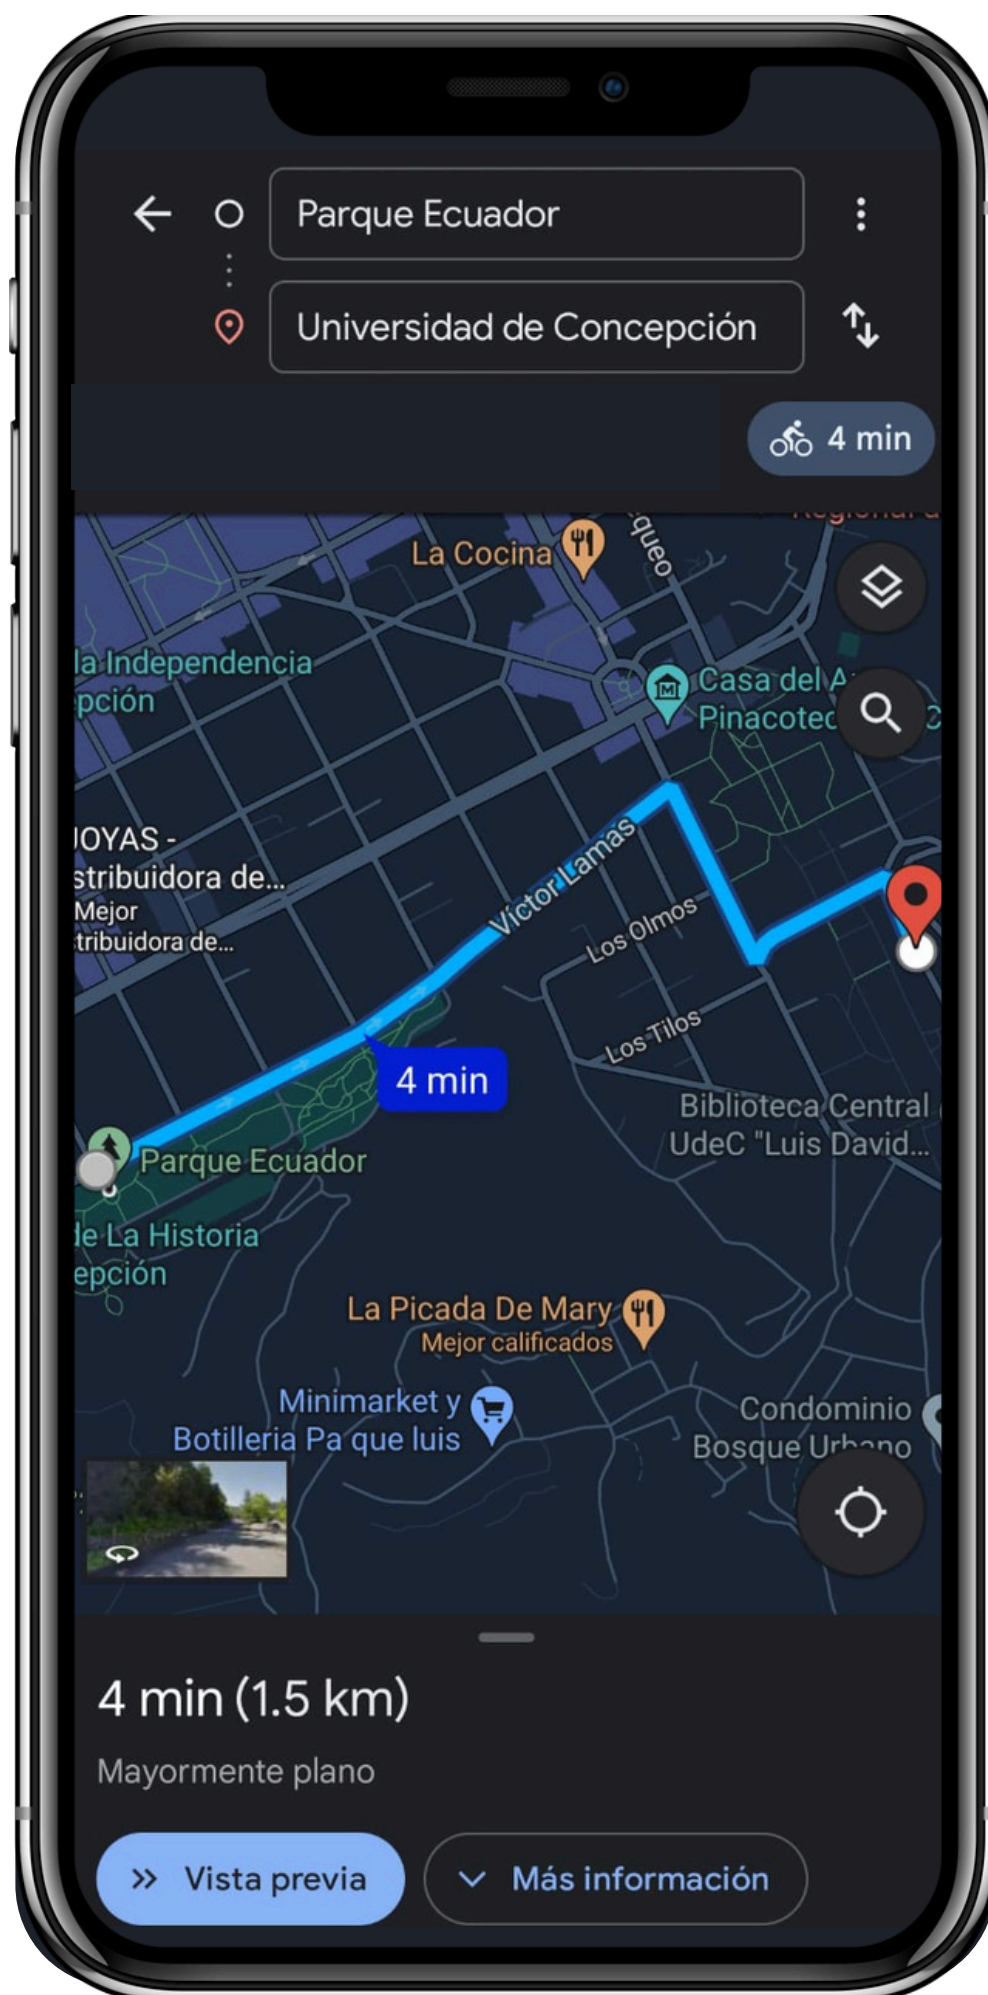 Parque Ecuador
Universidad de Concepción
4 min
La Cocina
queo
la Independencia
pción
Casa del A
Pinacotec
JOYAS -
stribuidora de...
Mejor
tribuidora de...
Víctor Lamas
Los Olmos
Los Tilos
4 min
Biblioteca Central
UdeC "Luis David...
Parque Ecuador
de La Historia
epción
La Picada De Mary
Mejor calificados
Minimarket y
Botilleria Pa que luis
Condominio
Bosque Urbano
4 min (1.5 km)
Mayormente plano
Vista previa
Más información